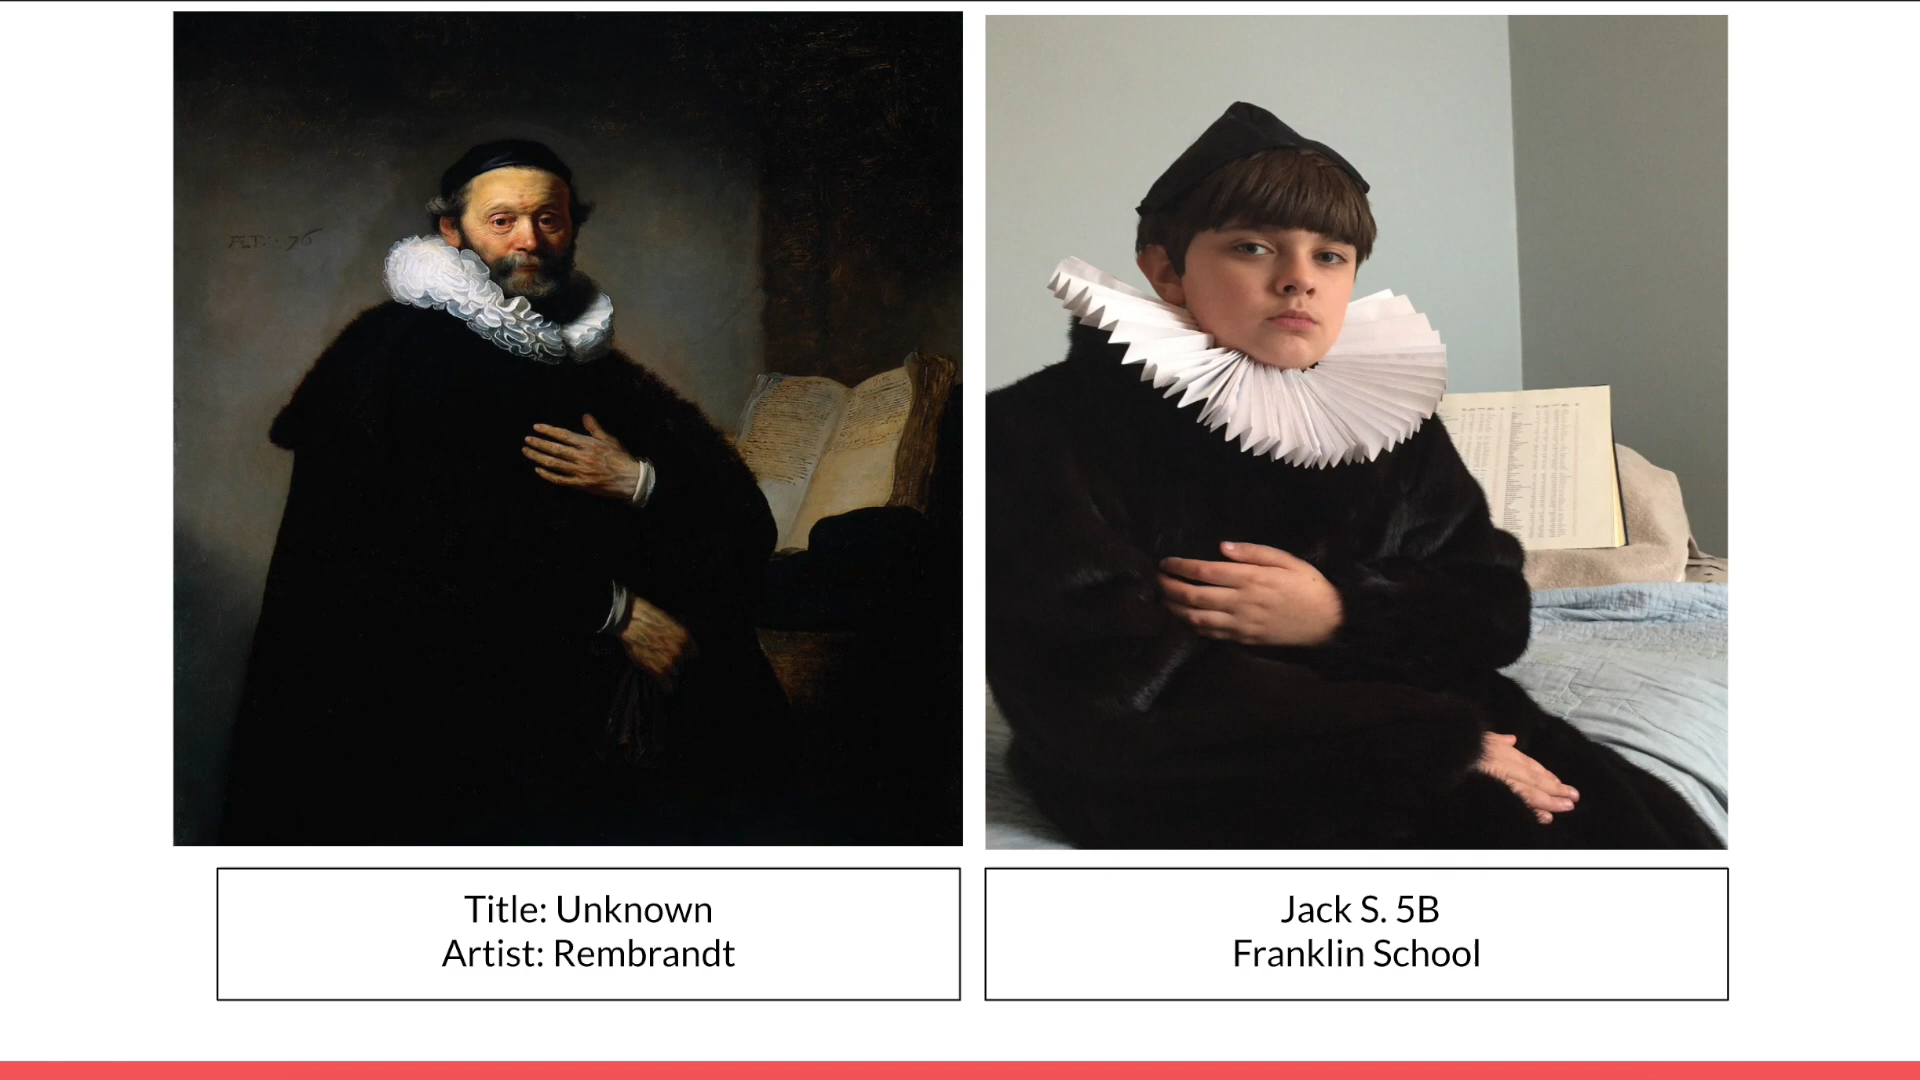 Title: Unknown
Artist: Rembrandt
Jack S. 5B
Franklin School